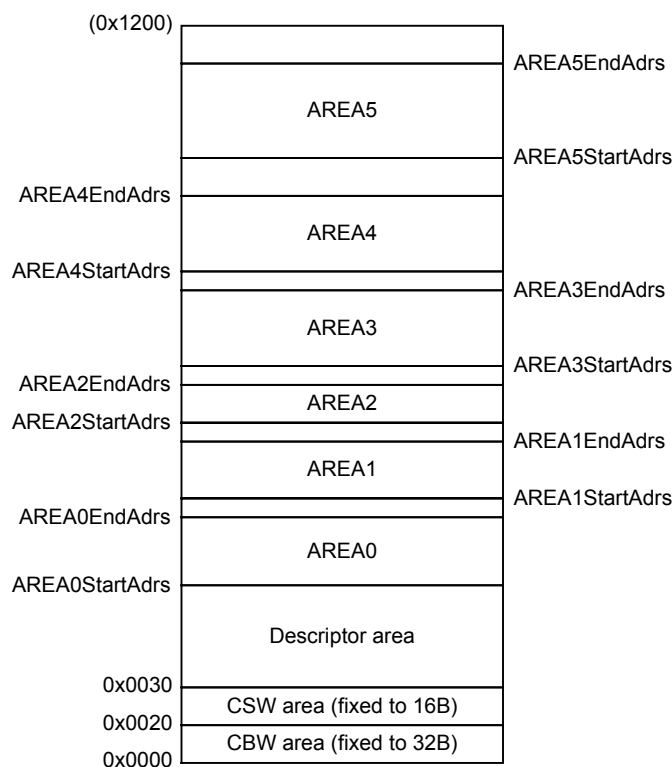 (0x1200)
AREA5EndAdrs
AREA5
AREA5StartAdrs
AREA4EndAdrs
AREA4
AREA4StartAdrs
AREA3EndAdrs
AREA3
AREA3StartAdrs
AREA2EndAdrs
AREA2
AREA2StartAdrs
AREA1EndAdrs
AREA1
AREA1StartAdrs
AREA0EndAdrs
AREA0
AREA0StartAdrs
Descriptor area
0x0030
CSW area (fixed to 16B)
0x0020
CBW area (fixed to 32B)
0x0000